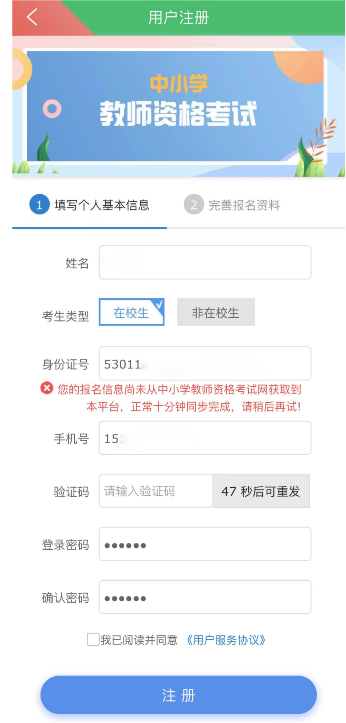 用户注册
中小学
教师资格考试
1 填写个人基本信息 2 完善报名资料
姓名
考生类型 在校生 非在校生
身份证号 53011
您的报名信息尚未从中小学教师资格考试网获取到
本平台，正常十分钟同步完成，请稍后再试！
手机号 15
验证码 请输入验证码 47 秒后可重发
登录密码 ●●●●●●
确认密码 ●●●●●●
我已阅读并同意 《用户服务协议》
注 册